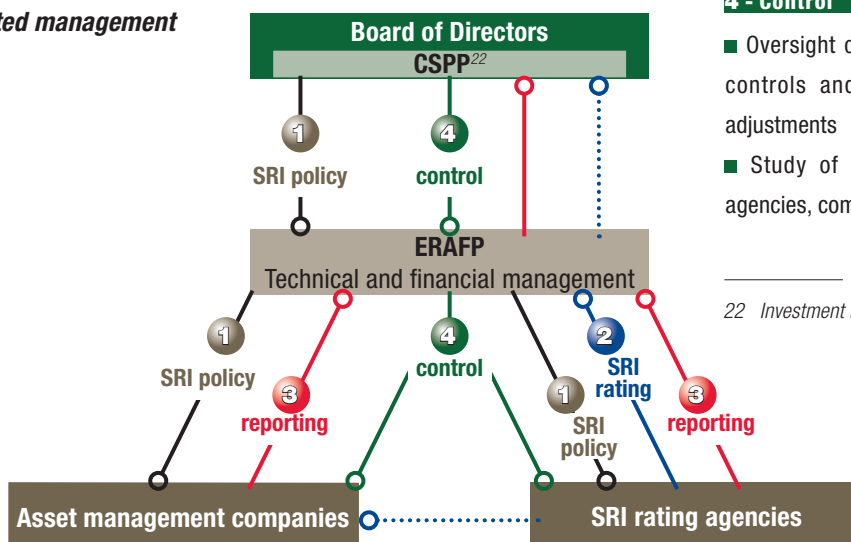 management
Board of Directors
CSPP22
1
4
SRI policy
control
ERAFP
Technical and financial management
1
4
2
SRI policy
control
SRI
rating
3
1
3
reporting
SRI
policy
reporting
Asset management companies
SRI rating agencies
4 - Control
Oversight
controls and
adjustments
Study of
agencies,
22 Investment